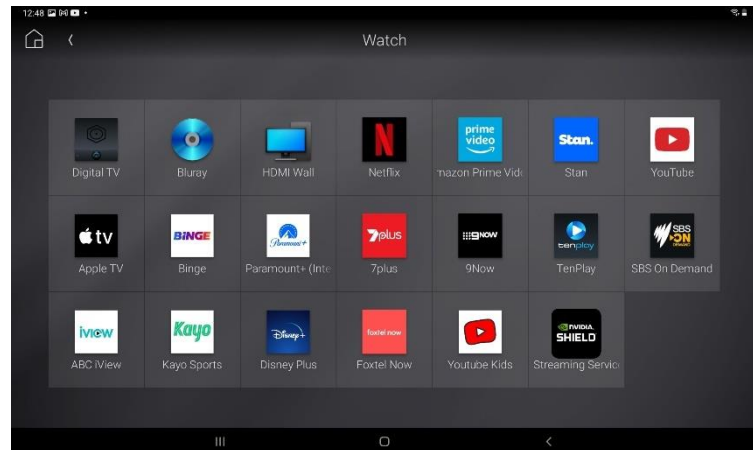 12:48
Watch
Digital TV
Bluray
HDMI Wall
N
Netflix
prime
video
mazon Prime Vide
Stan.
Stan
YouTube
tv
Apple TV
BINGE
Binge
Paramount+
Paramount+ (Inte
7plus
7plus
9NOW
9Now
tenplay
TenPlay
SBS
ON
DEMAND
SBS On Demand
iview
ABC iView
Kayo
Kayo Sports
Disney+
Disney Plus
foxtel now
Foxtel Now
Youtube Kids
NVIDIA.
SHIELD
Streaming Servic